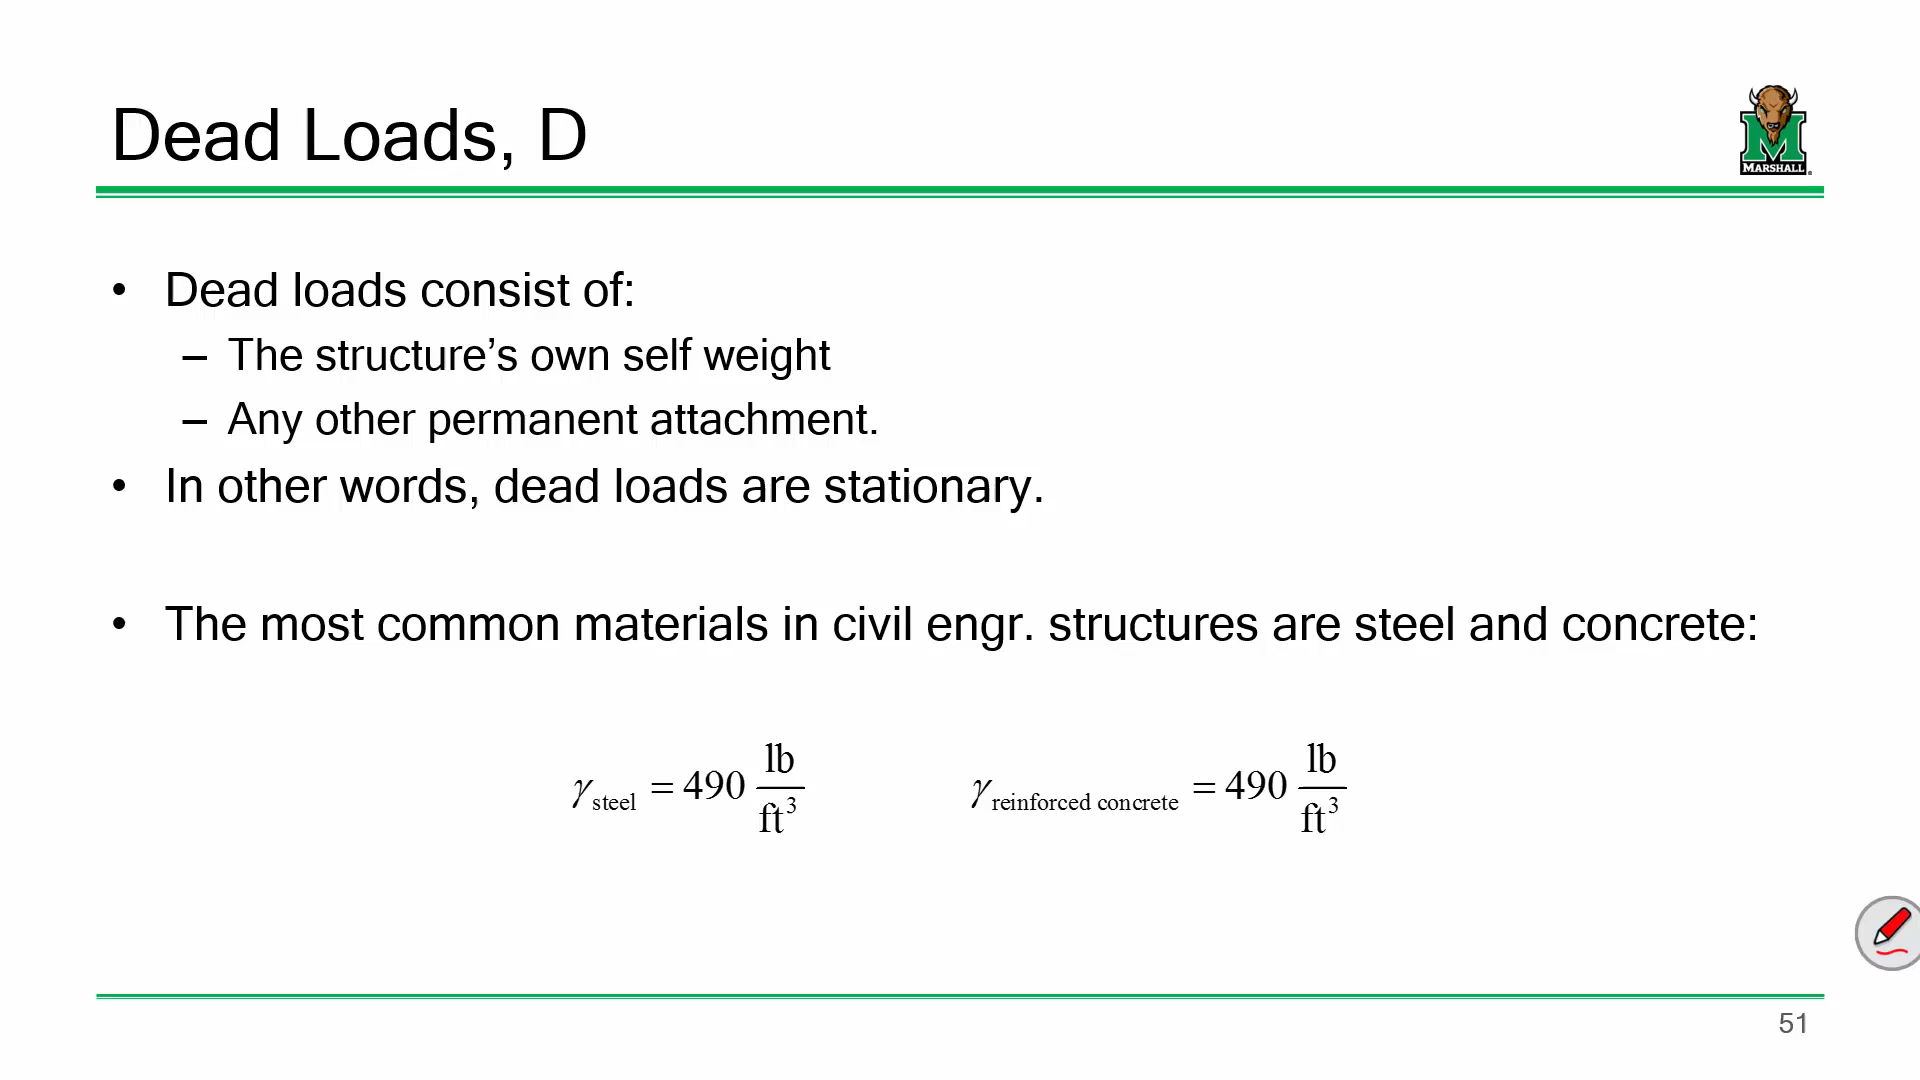 Dead Loads, D
MARSHALL
• Dead loads consist of:
– The structure’s own self weight
– Any other permanent attachment.
• In other words, dead loads are stationary.
• The most common materials in civil engr. structures are steel and concrete:
γ steel = 490 lb/ft³ γ reinforced concrete = 490 lb/ft³
51